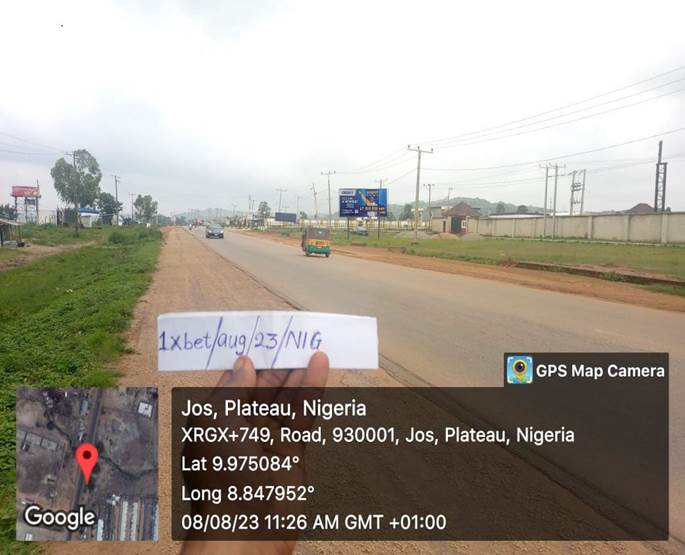 1xbet/aug/23/NIG
GPS Map Camera
Jos, Plateau, Nigeria
XRGX+749, Road, 930001, Jos, Plateau, Nigeria
Lat 9.975084°
Long 8.847952°
08/08/23 11:26 AM GMT +01:00
Google